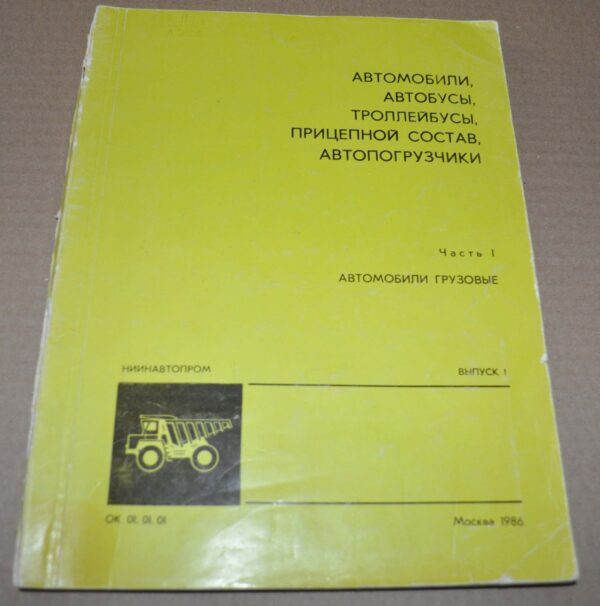 АВТОМОБИЛИ,
АВТОБУСЫ,
ТРОЛЛЕЙБУСЫ,
ПРИЦЕПНОЙ СОСТАВ,
АВТОПОГРУЗЧИКИ
Часть I
АВТОМОБИЛИ ГРУЗОВЫЕ
НИИНАВТОПРОМ
ВЫПУСК I
ОК. 01. 01. 01
Москва 1986